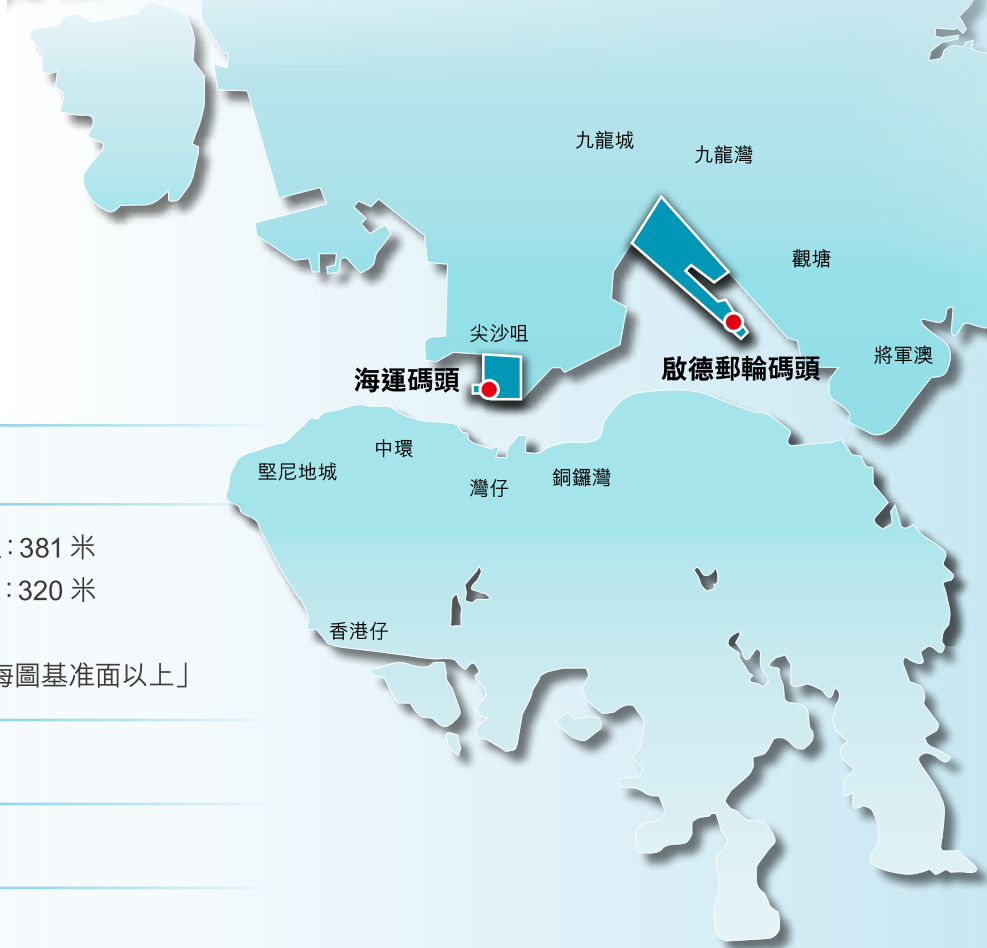 九龍城
九龍灣
觀塘
尖沙咀
將軍澳
啟德郵輪碼頭
海運碼頭
中環
堅尼地城
灣仔
銅鑼灣
：381 米
：320 米
香港仔
海圖基准面以上」